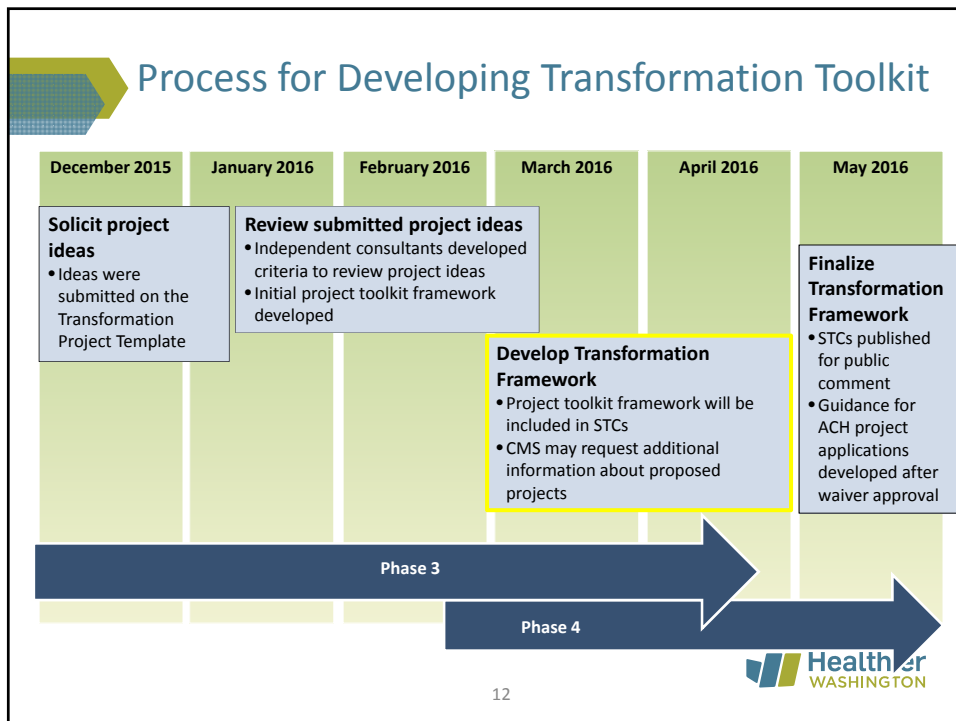 Process for Developing Transformation Toolkit
December 2015
January 2016
February 2016
March 2016
April 2016
May 2016
Solicit project
ideas
• Ideas were
submitted on the
Transformation
Project Template
Review submitted project ideas
• Independent consultants developed
criteria to review project ideas
• Initial project toolkit framework
developed
Develop Transformation
Framework
• Project toolkit framework will be
included in STCs
• CMS may request additional
information about proposed
projects
Finalize
Transformation
Framework
• STCs published
for public
comment
• Guidance for
ACH project
applications
developed after
waiver approval
Phase 3
Phase 4
Healthier
WASHINGTON
12